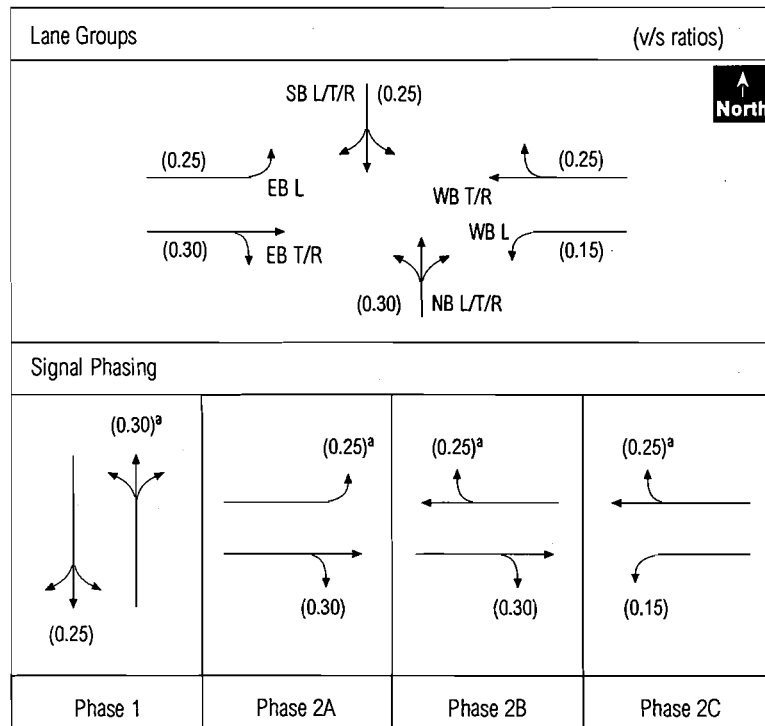 Lane Groups (v/s ratios)
North
SB L/T/R (0.25)
(0.25) (0.25)
EB L WB T/R
WB L
(0.30) EB T/R (0.15)
(0.30) NB L/T/R
Signal Phasing
(0.30)ᵃ (0.25)ᵃ (0.25)ᵃ (0.25)ᵃ
(0.25) (0.30) (0.30) (0.15)
Phase 1 Phase 2A Phase 2B Phase 2C